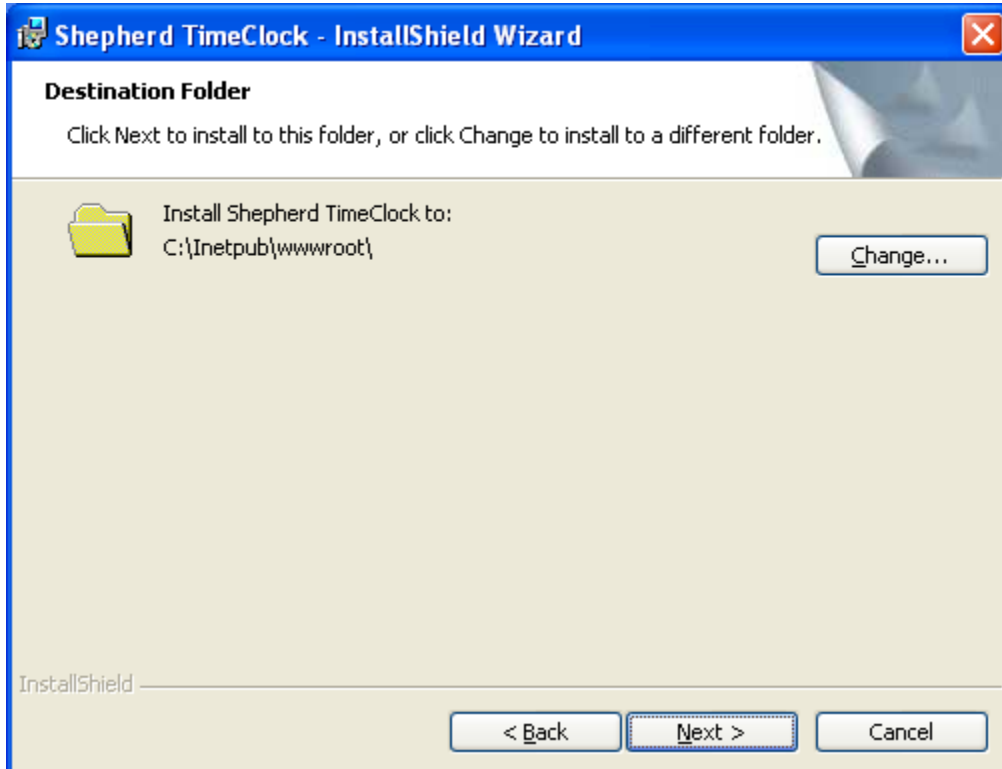 Shepherd TimeClock - InstallShield Wizard
Destination Folder
Click Next to install to this folder, or click Change to install to a different folder.
Install Shepherd TimeClock to:
C:\Inetpub\wwwroot\
Change...
InstallShield
< Back
Next >
Cancel